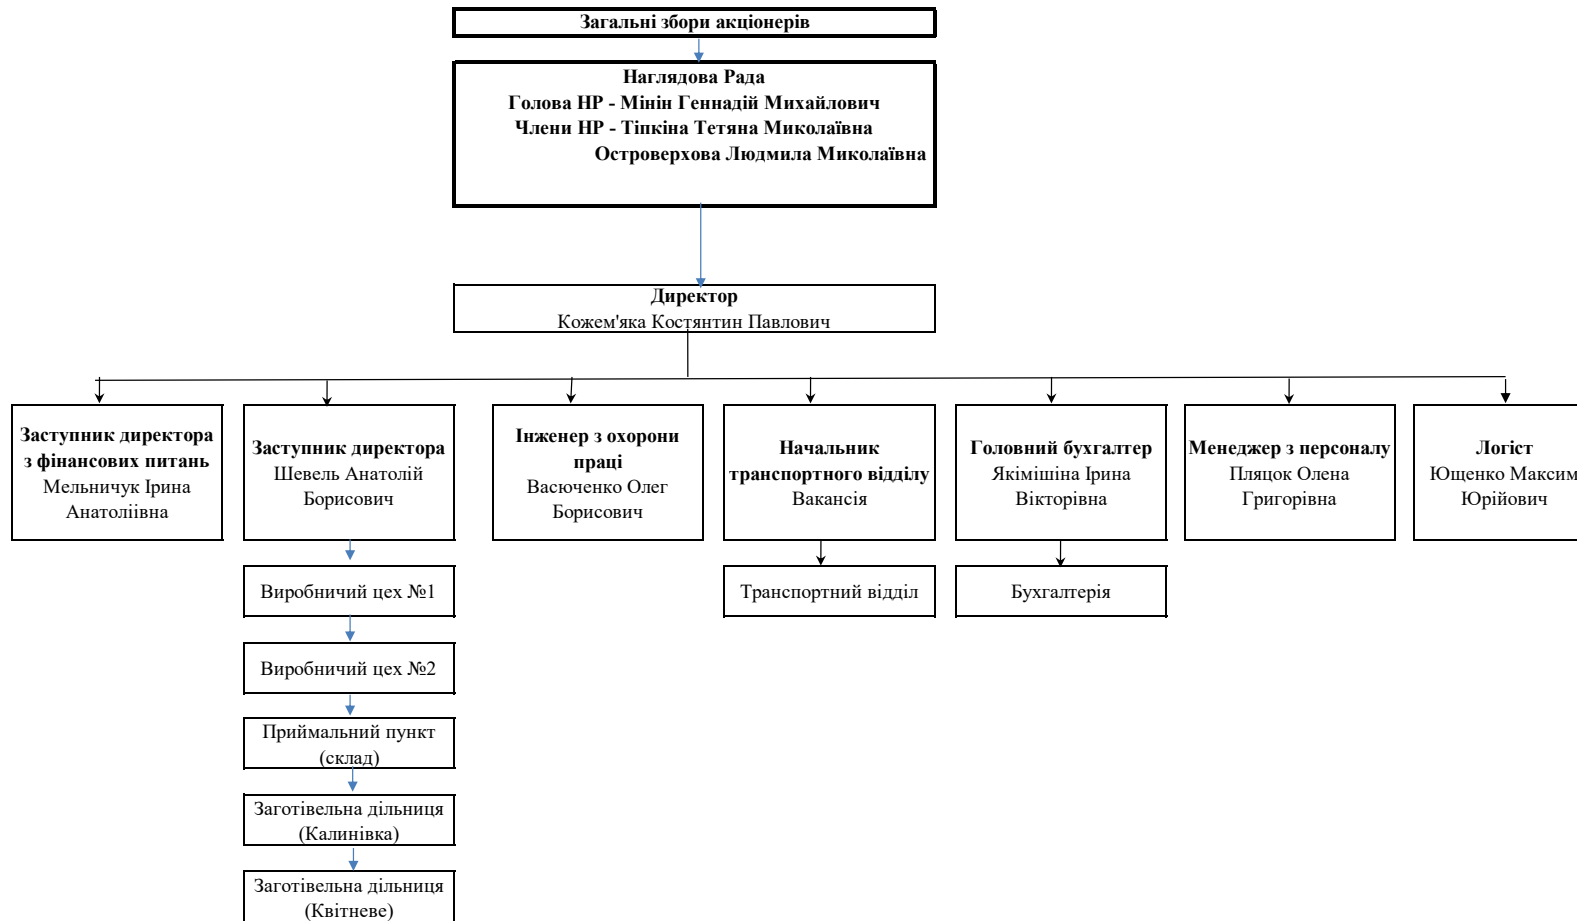 Загальні збори акціонерів
Наглядова Рада
Голова НР - Мінін Геннадій Михайлович
Члени НР - Тіпкіна Тетяна Миколаївна
Островерхова Людмила Миколаївна
Директор
Кожем'яка Костянтин Павлович
Заступник директора
з фінансових питань
Мельничук Ірина
Анатоліївна
Заступник директора
Шевель Анатолій
Борисович
Інженер з охорони
праці
Васюченко Олег
Борисович
Начальник
транспортного відділу
Вакансія
Головний бухгалтер
Якімішіна Ірина
Вікторівна
Менеджер з персоналу
Пляцок Олена
Григорівна
Логіст
Ющенко Максим
Юрійович
Виробничий цех №1
Транспортний відділ
Бухгалтерія
Виробничий цех №2
Приймальний пункт
(склад)
Заготівельна дільниця
(Калинівка)
Заготівельна дільниця
(Квітневе)